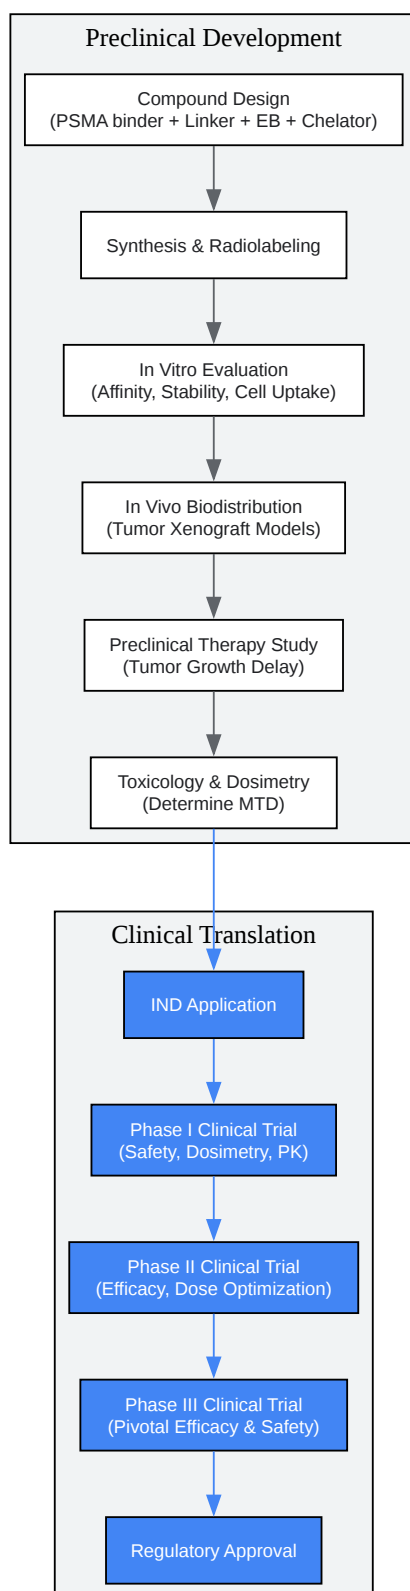 Preclinical Development
Compound Design
(PSMA binder + Linker + EB + Chelator)
Synthesis & Radiolabeling
In Vitro Evaluation
(Affinity, Stability, Cell Uptake)
In Vivo Biodistribution
(Tumor Xenograft Models)
Preclinical Therapy Study
(Tumor Growth Delay)
Toxicology & Dosimetry
(Determine MTD)
Clinical Translation
IND Application
Phase I Clinical Trial
(Safety, Dosimetry, PK)
Phase II Clinical Trial
(Efficacy, Dose Optimization)
Phase III Clinical Trial
(Pivotal Efficacy & Safety)
Regulatory Approval